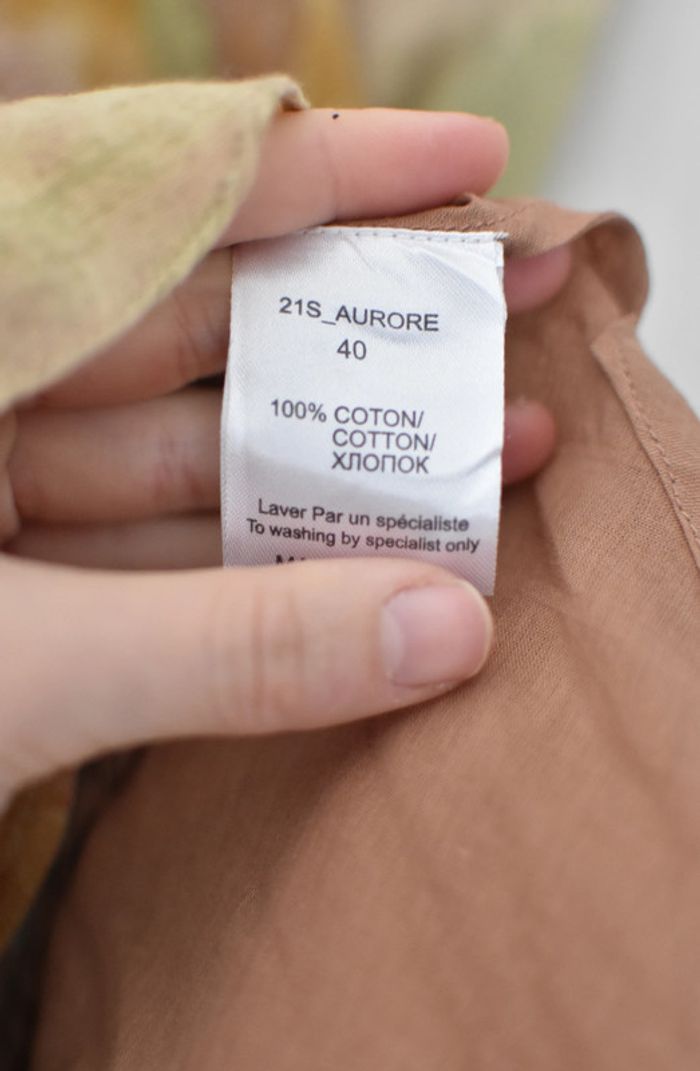 21S_AURORE
40
100% COTON/
COTTON/
ХЛОПОК
Laver Par un spécialiste
To washing by specialist only